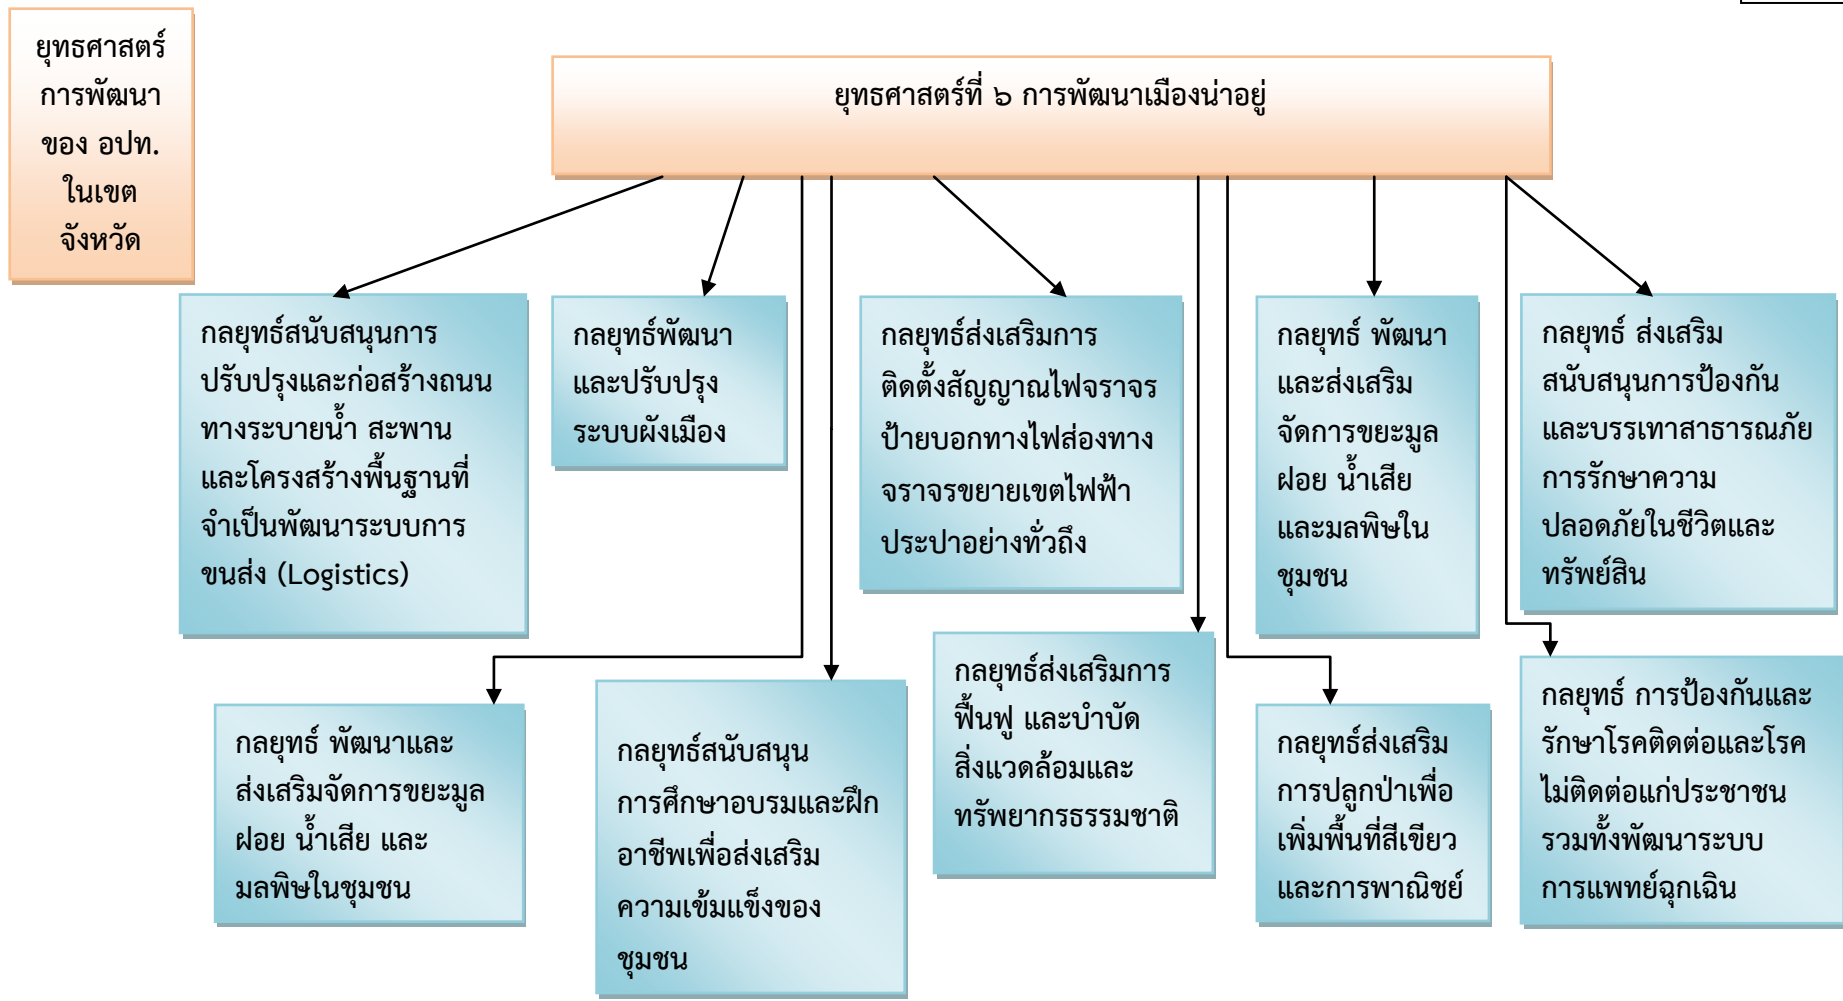 ยุทธศาสตร์
การพัฒนา
ของ อปท.
ในเขต
จังหวัด
ยุทธศาสตร์ที่ ๖ การพัฒนาเมืองน่าอยู่
กลยุทธ์สนับสนุนการ
ปรับปรุงและก่อสร้างถนน
ทางระบายน้ำ สะพาน
และโครงสร้างพื้นฐานที่
จำเป็นพัฒนาระบบการ
ขนส่ง (Logistics)
กลยุทธ์พัฒนา
และปรับปรุง
ระบบผังเมือง
กลยุทธ์ส่งเสริมการ
ติดตั้งสัญญาณไฟจราจร
ป้ายบอกทางไฟส่องทาง
จราจรขยายเขตไฟฟ้า
ประปาอย่างทั่วถึง
กลยุทธ์ พัฒนา
และส่งเสริม
จัดการขยะมูล
ฝอย น้ำเสีย
และมลพิษใน
ชุมชน
กลยุทธ์ ส่งเสริม
สนับสนุนการป้องกัน
และบรรเทาสาธารณภัย
การรักษาความ
ปลอดภัยในชีวิตและ
ทรัพย์สิน
กลยุทธ์ พัฒนาและ
ส่งเสริมจัดการขยะมูล
ฝอย น้ำเสีย และ
มลพิษในชุมชน
กลยุทธ์สนับสนุน
การศึกษาอบรมและฝึก
อาชีพเพื่อส่งเสริม
ความเข้มแข็งของ
ชุมชน
กลยุทธ์ส่งเสริมการ
ฟื้นฟู และบำบัด
สิ่งแวดล้อมและ
ทรัพยากรธรรมชาติ
กลยุทธ์ส่งเสริม
การปลูกป่าเพื่อ
เพิ่มพื้นที่สีเขียว
และการพาณิชย์
กลยุทธ์ การป้องกันและ
รักษาโรคติดต่อและโรค
ไม่ติดต่อแก่ประชาชน
รวมทั้งพัฒนาระบบ
การแพทย์ฉุกเฉิน